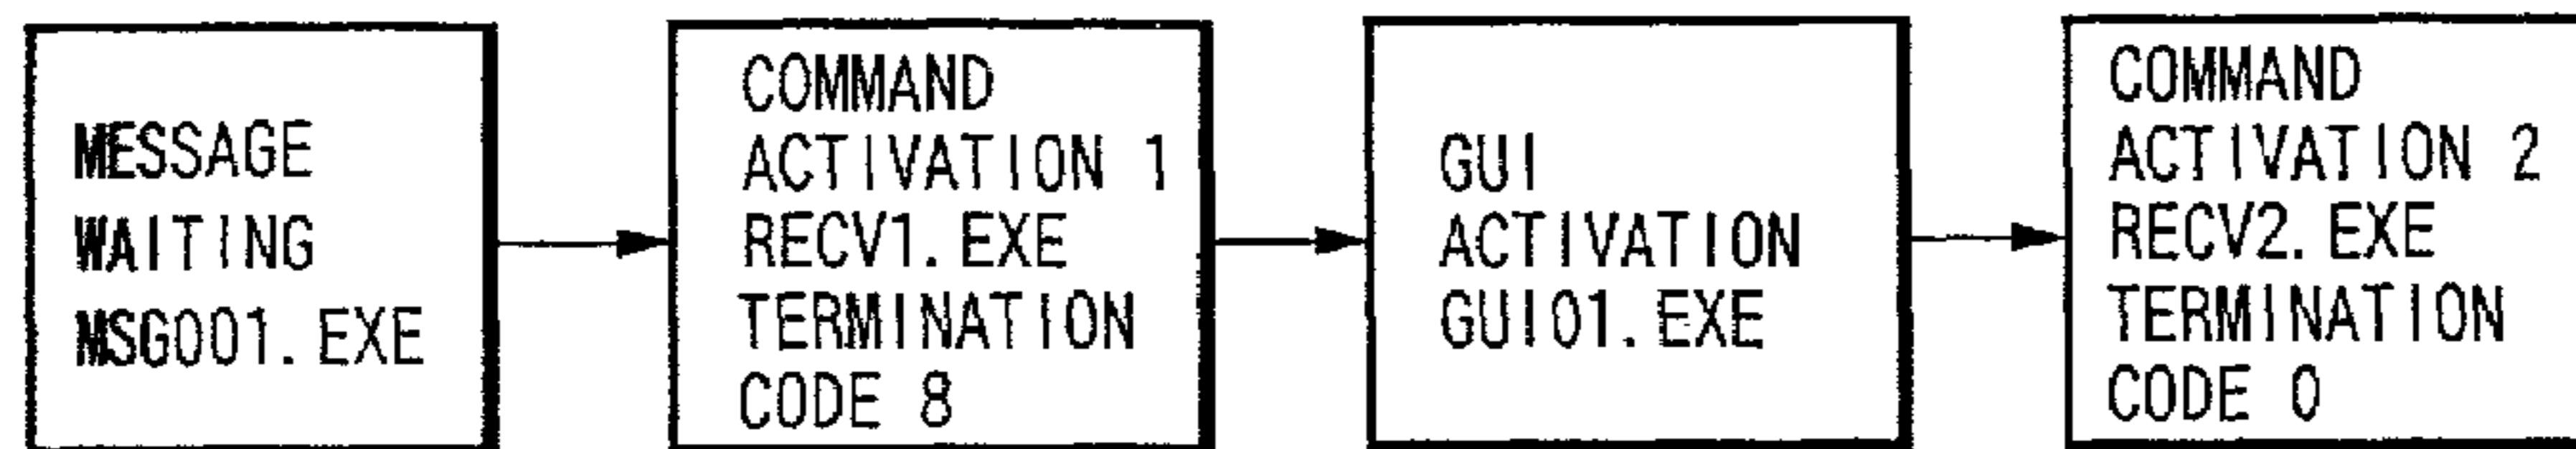 MESSAGE
WAITING
MSG001. EXE
COMMAND
ACTIVATION 1
RECV1. EXE
TERMINATION
CODE 8
GUI
ACTIVATION
GUI01. EXE
COMMAND
ACTIVATION 2
RECV2. EXE
TERMINATION
CODE 0